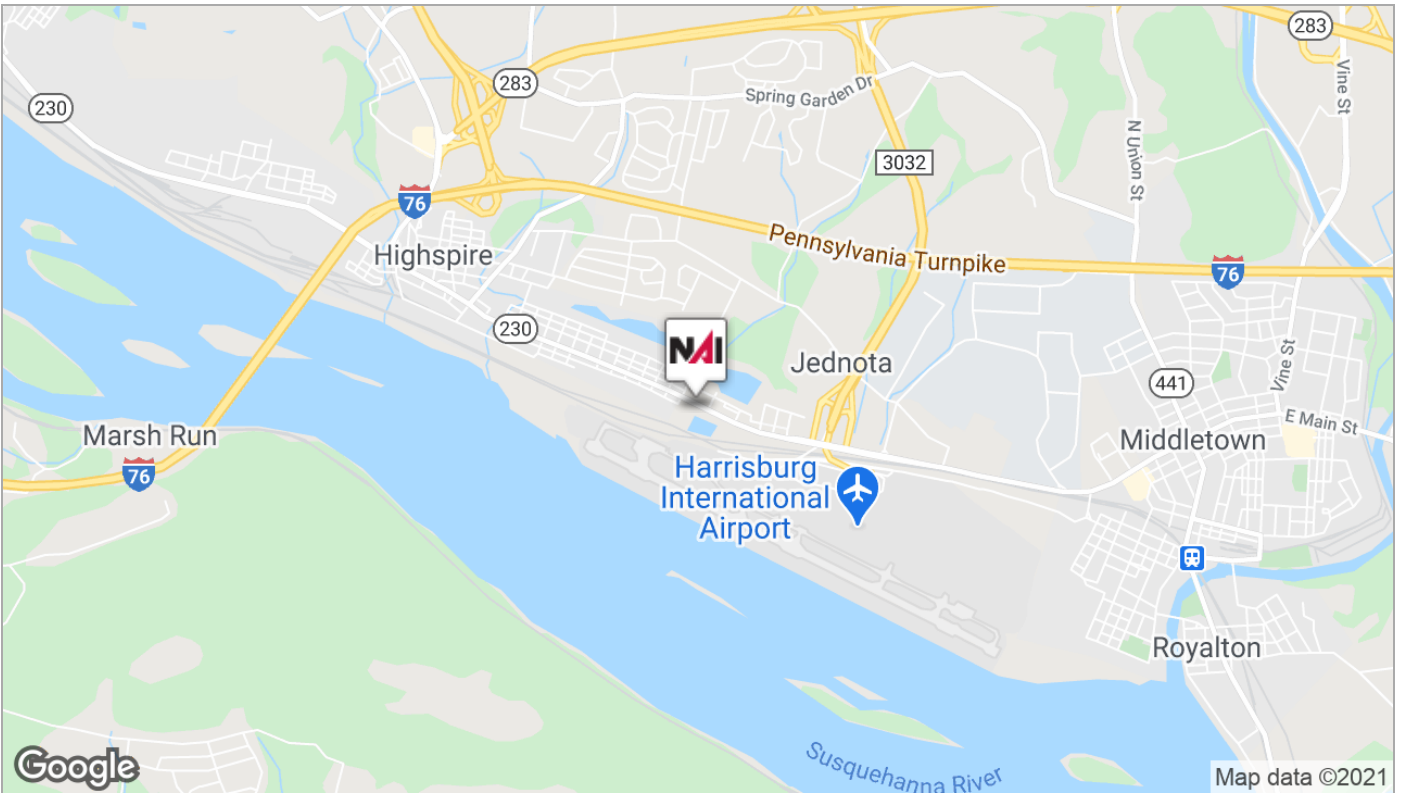 283
283
230
Spring Garden Dr
Vine St
N Union St
3032
76
Highspire
Pennsylvania Turnpike
76
230
NAI
Jednota
441
Vine St
E Main St
Marsh Run
76
Middletown
Harrisburg
International
Airport
Royalton
Susquehanna River
Google
Map data ©2021